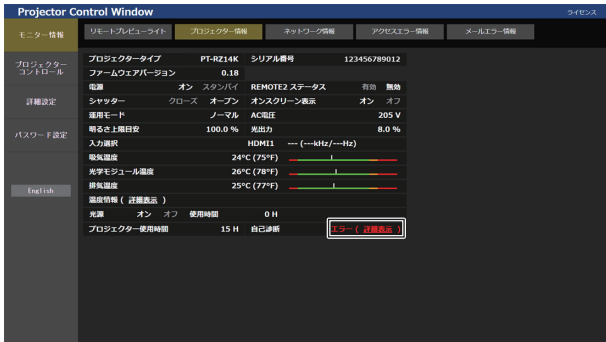 Projector Control Window ライセンス
モニター情報
プロジェクター
コントロール
詳細設定
パスワード設定
English
リモートプレビューライト プロジェクター情報 ネットワーク情報 アクセスエラー情報 メールエラー情報
プロジェクタータイプ PT-RZ14K シリアル番号 123456789012
ファームウェアバージョン 0.18
電源 オン スタンバイ REMOTE2 ステータス 有効 無効
シャッター クローズ オープン オンスクリーン表示 オン オフ
運用モード ノーマル AC電圧 205 V
明るさ上限目安 100.0 % 光出力 8.0 %
入力選択 HDMI1 --- (---kHz/---Hz)
吸気温度 24°C (75°F)
光学モジュール温度 26°C (78°F)
排気温度 25°C (77°F)
温度情報 ( 詳細表示 )
光源 オン オフ 使用時間 0 H
プロジェクター使用時間 15 H 自己診断 エラー ( 詳細表示 )